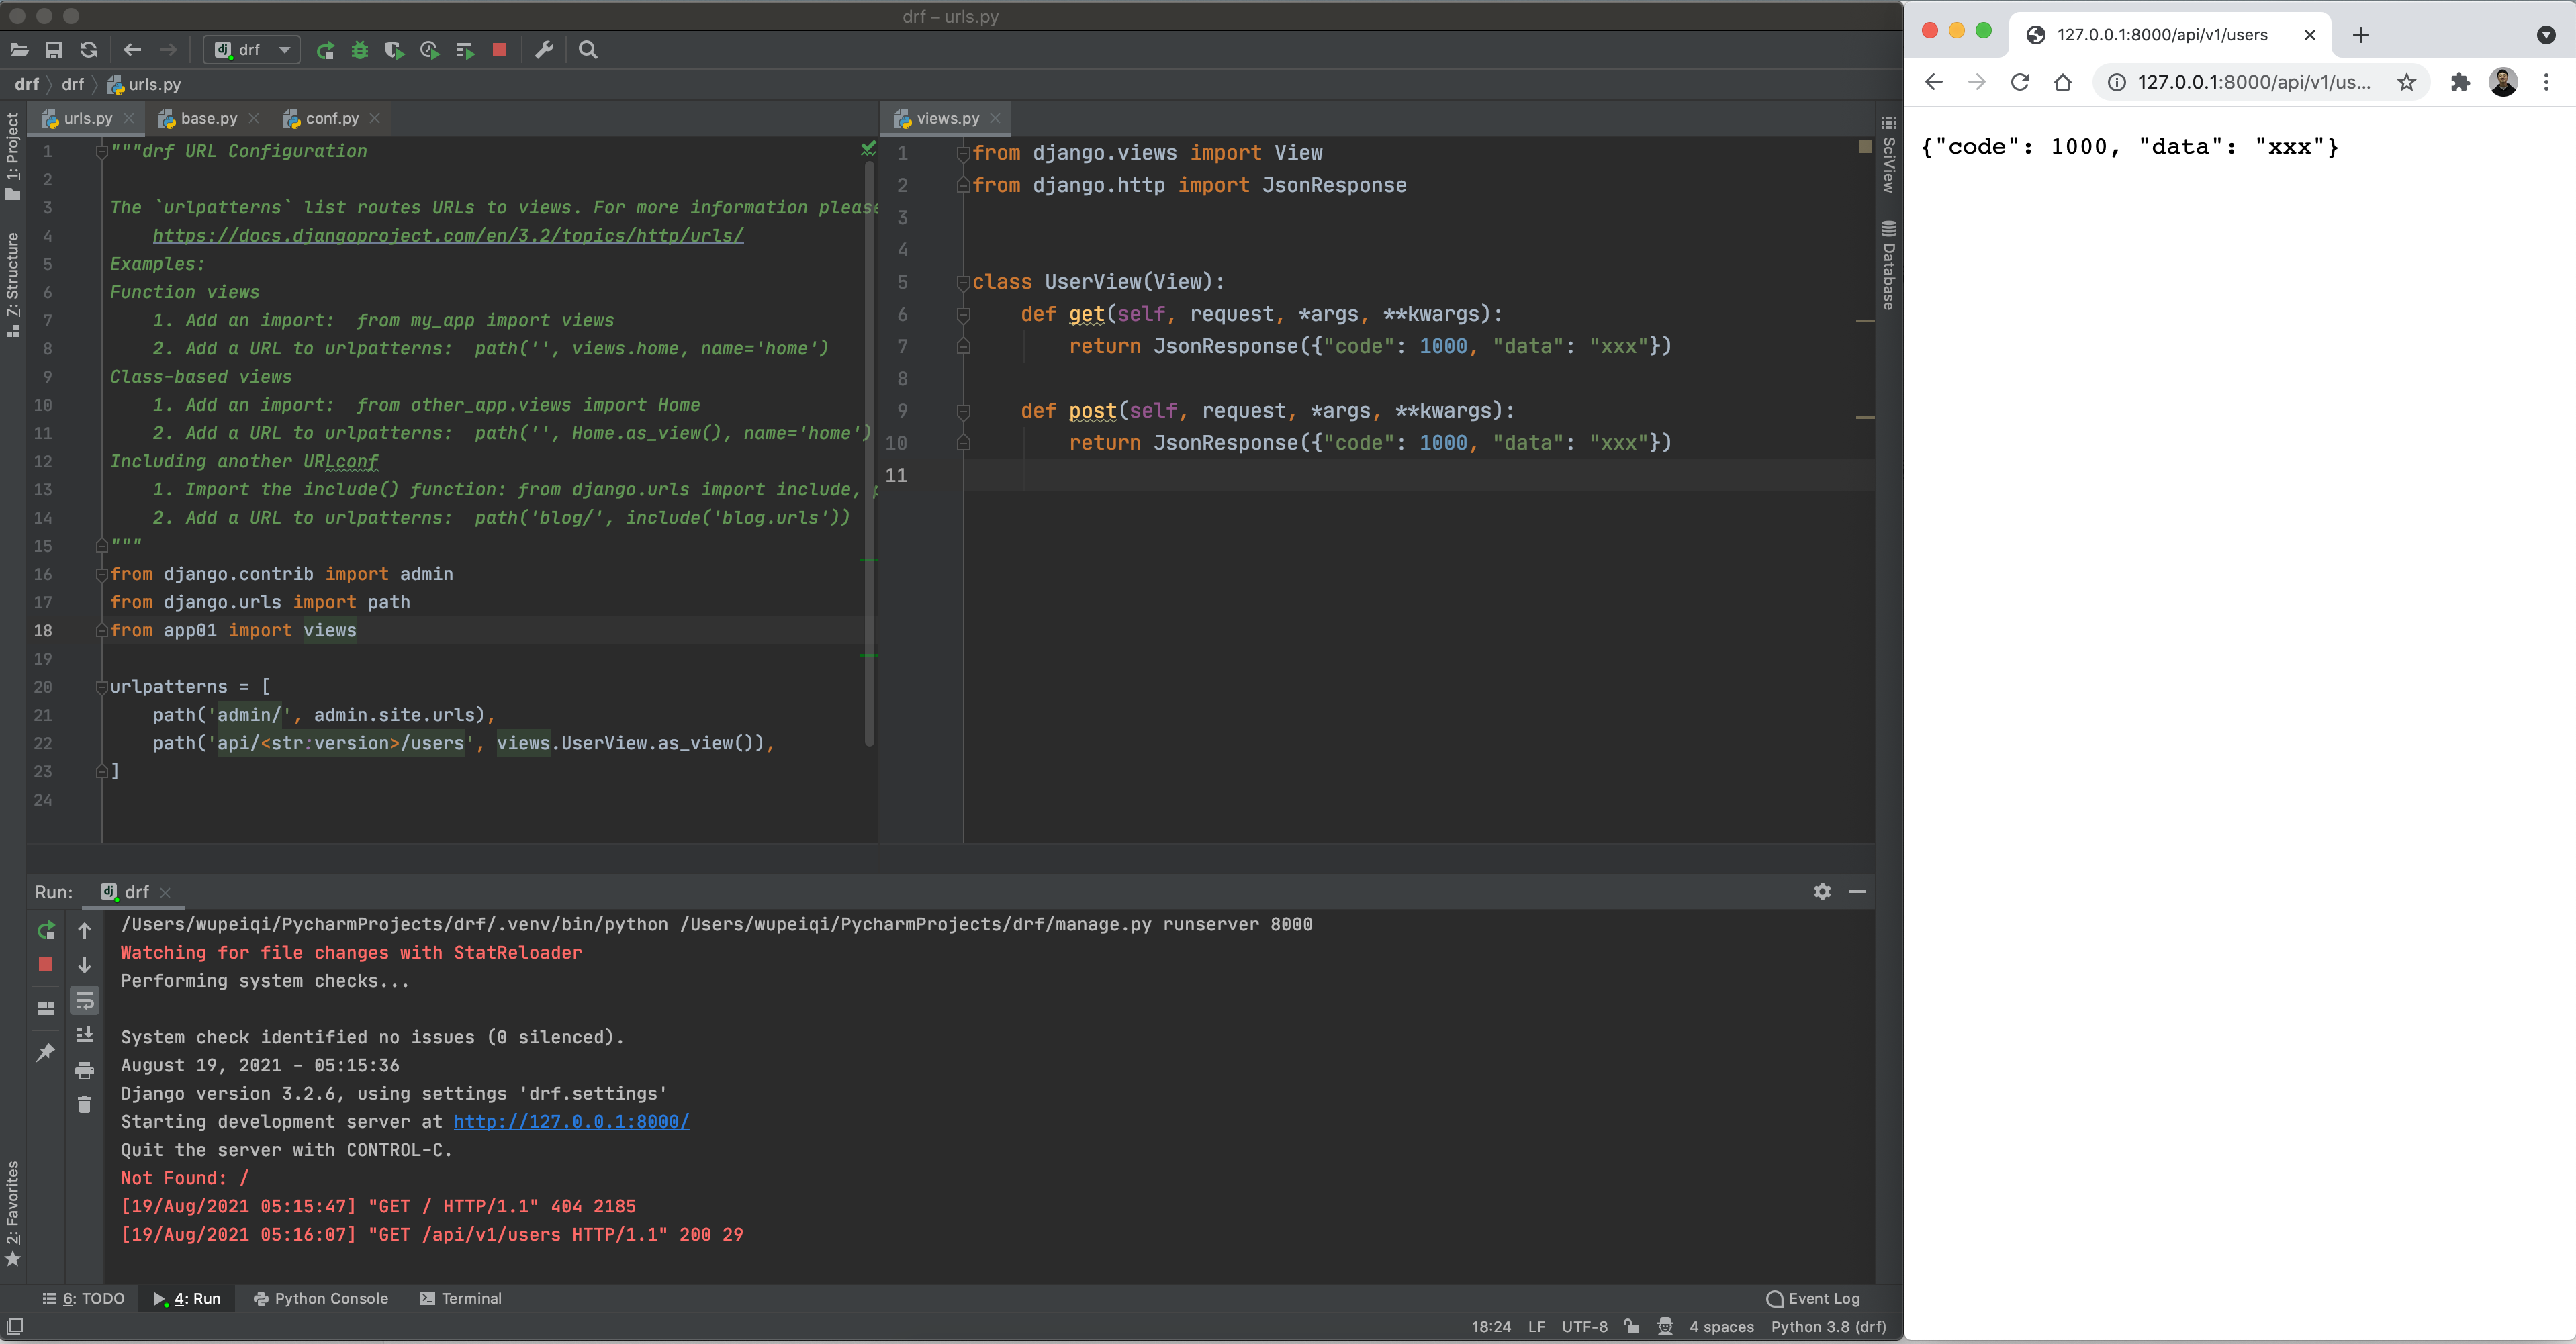 drf – urls.py
drf
drf drf urls.py
1: Project
7: Structure
2: Favorites
urls.py base.py conf.py
1 """drf URL Configuration
2
3 The `urlpatterns` list routes URLs to views. For more information please
4 https://docs.djangoproject.com/en/3.2/topics/http/urls/
5 Examples:
6 Function views
7 1. Add an import:  from my_app import views
8 2. Add a URL to urlpatterns:  path('', views.home, name='home')
9 Class-based views
10 1. Add an import:  from other_app.views import Home
11 2. Add a URL to urlpatterns:  path('', Home.as_view(), name='home')
12 Including another URLconf
13 1. Import the include() function: from django.urls import include, p
14 2. Add a URL to urlpatterns:  path('blog/', include('blog.urls'))
15 """
16 from django.contrib import admin
17 from django.urls import path
18 from app01 import views
19
20 urlpatterns = [
21 path('admin/', admin.site.urls),
22 path('api/<str:version>/users', views.UserView.as_view()),
23 ]
24
views.py
1 from django.views import View
2 from django.http import JsonResponse
3
4
5 class UserView(View):
6 def get(self, request, *args, **kwargs):
7 return JsonResponse({"code": 1000, "data": "xxx"})
8
9 def post(self, request, *args, **kwargs):
10 return JsonResponse({"code": 1000, "data": "xxx"})
11
SciView
Database
Run: drf
/Users/wupeiqi/PycharmProjects/drf/.venv/bin/python /Users/wupeiqi/PycharmProjects/drf/manage.py runserver 8000
Watching for file changes with StatReloader
Performing system checks...
System check identified no issues (0 silenced).
August 19, 2021 - 05:15:36
Django version 3.2.6, using settings 'drf.settings'
Starting development server at http://127.0.0.1:8000/
Quit the server with CONTROL-C.
Not Found: /
[19/Aug/2021 05:15:47] "GET / HTTP/1.1" 404 2185
[19/Aug/2021 05:16:07] "GET /api/v1/users HTTP/1.1" 200 29
6: TODO 4: Run Python Console Terminal Event Log
18:24 LF UTF-8 4 spaces Python 3.8 (drf)
127.0.0.1:8000/api/v1/users
127.0.0.1:8000/api/v1/us...
{"code": 1000, "data": "xxx"}